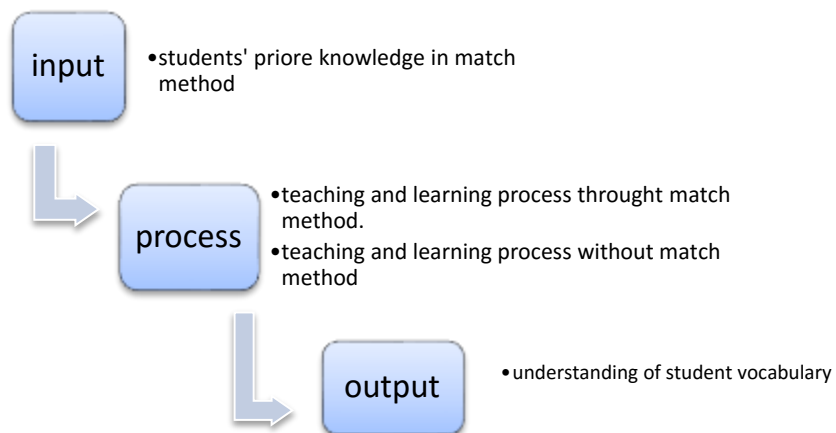 input
•students' priore knowledge in match
method
process
•teaching and learning process throught match
method.
•teaching and learning process without match
method
output
•understanding of student vocabulary